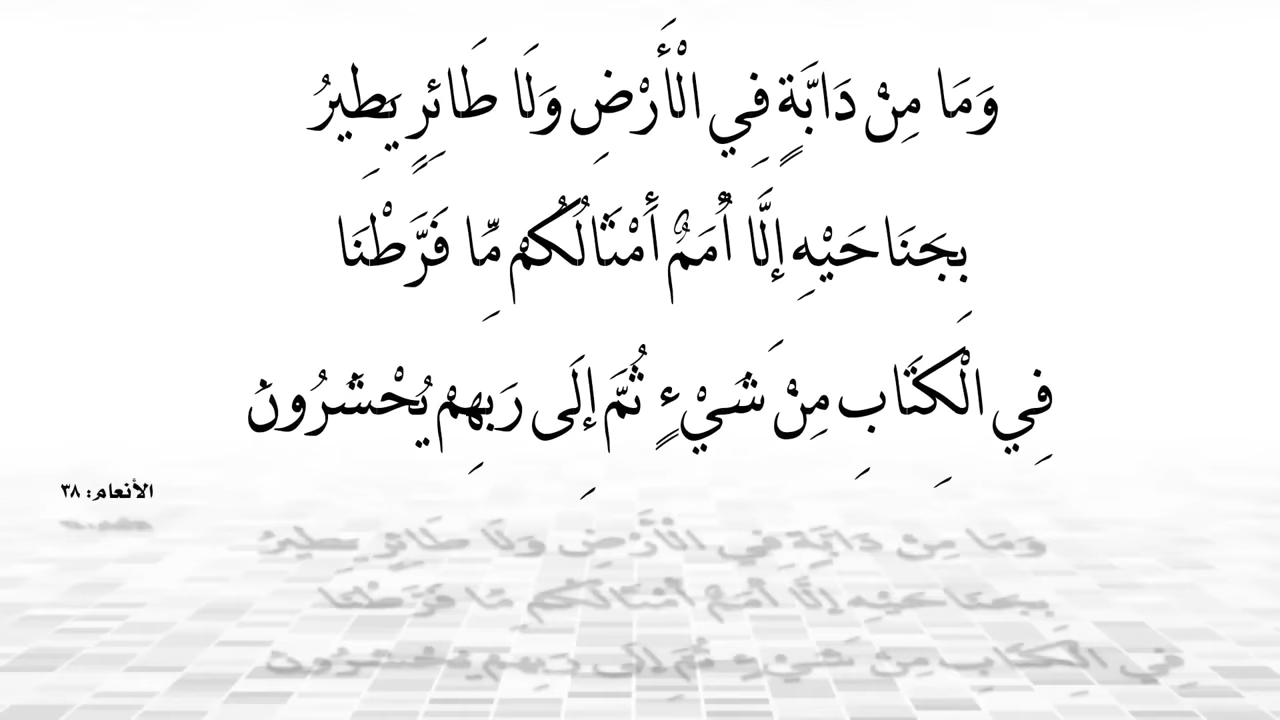 وَمَا مِنْ دَابَّةٍ فِي الْأَرْضِ وَلَا طَائِرٍ يَطِيرُ
بِجَنَاحَيْهِ إِلَّا أُمَمٌ أَمْثَالُكُمْ مَّا فَرَّطْنَا
فِي الْكِتَابِ مِنْ شَيْءٍ ثُمَّ إِلَى رَبِهِمْ يُحْشَرُونَ
الأنعام: ٣٨